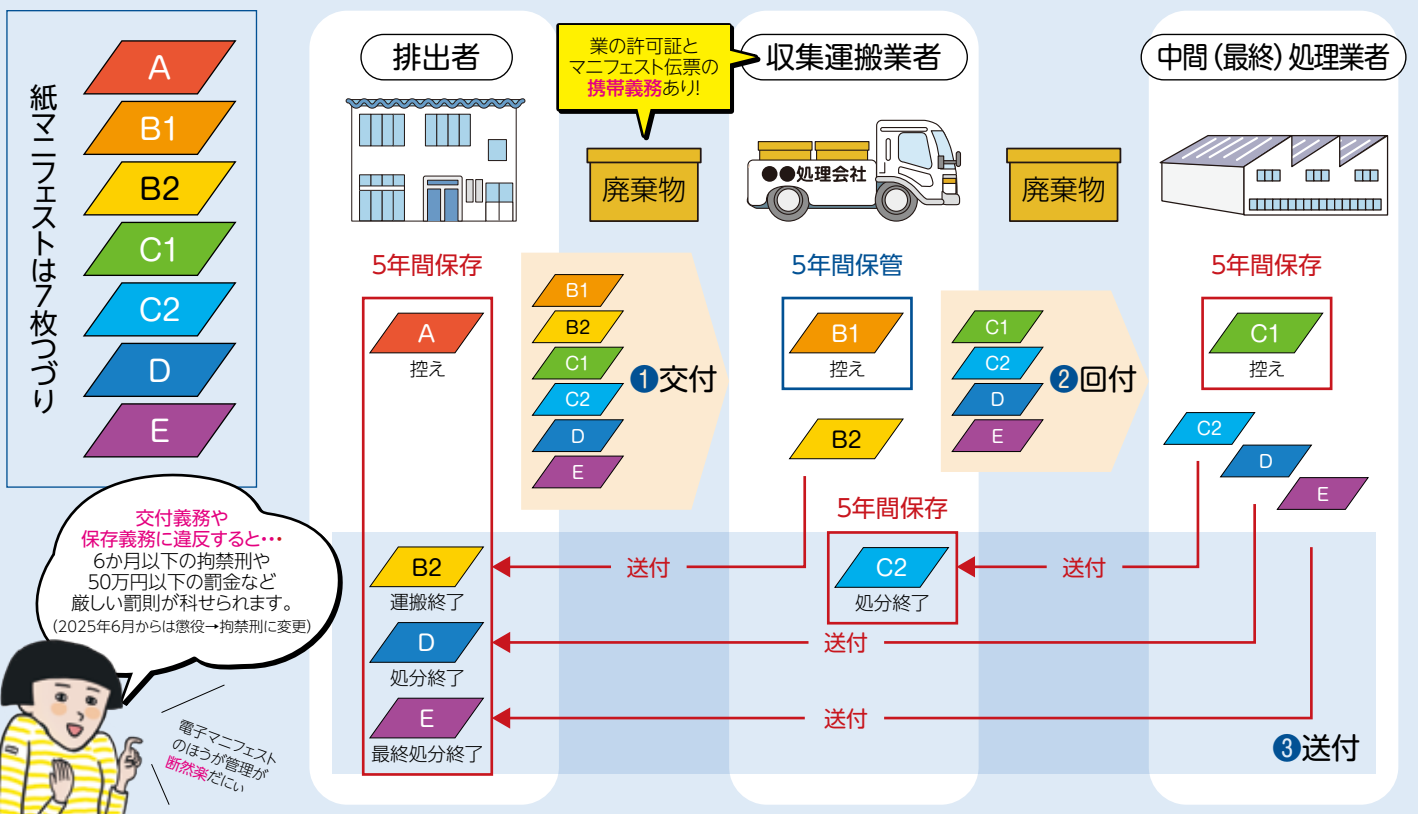 紙マニフェストは7枚つづり
A
B1
B2
C1
C2
D
E
排出者
業の許可証と
マニフェスト伝票の
携帯義務あり!
収集運搬業者
中間(最終)処理業者
廃棄物
●●処理会社
廃棄物
5年間保存
A
控え
B1
B2
C1
C2
D
E
❶交付
5年間保管
B1
控え
B2
C1
C2
D
E
❷回付
5年間保存
C1
控え
C2
D
E
5年間保存
B2
運搬終了
送付
C2
処分終了
送付
D
処分終了
送付
E
最終処分終了
送付
❸送付
交付義務や
保存義務に違反すると…
6か月以下の拘禁刑や
50万円以下の罰金など
厳しい罰則が科せられます。
(2025年6月からは懲役→拘禁刑に変更)
電子マニフェスト
のほうが管理が
断然楽だにぃ